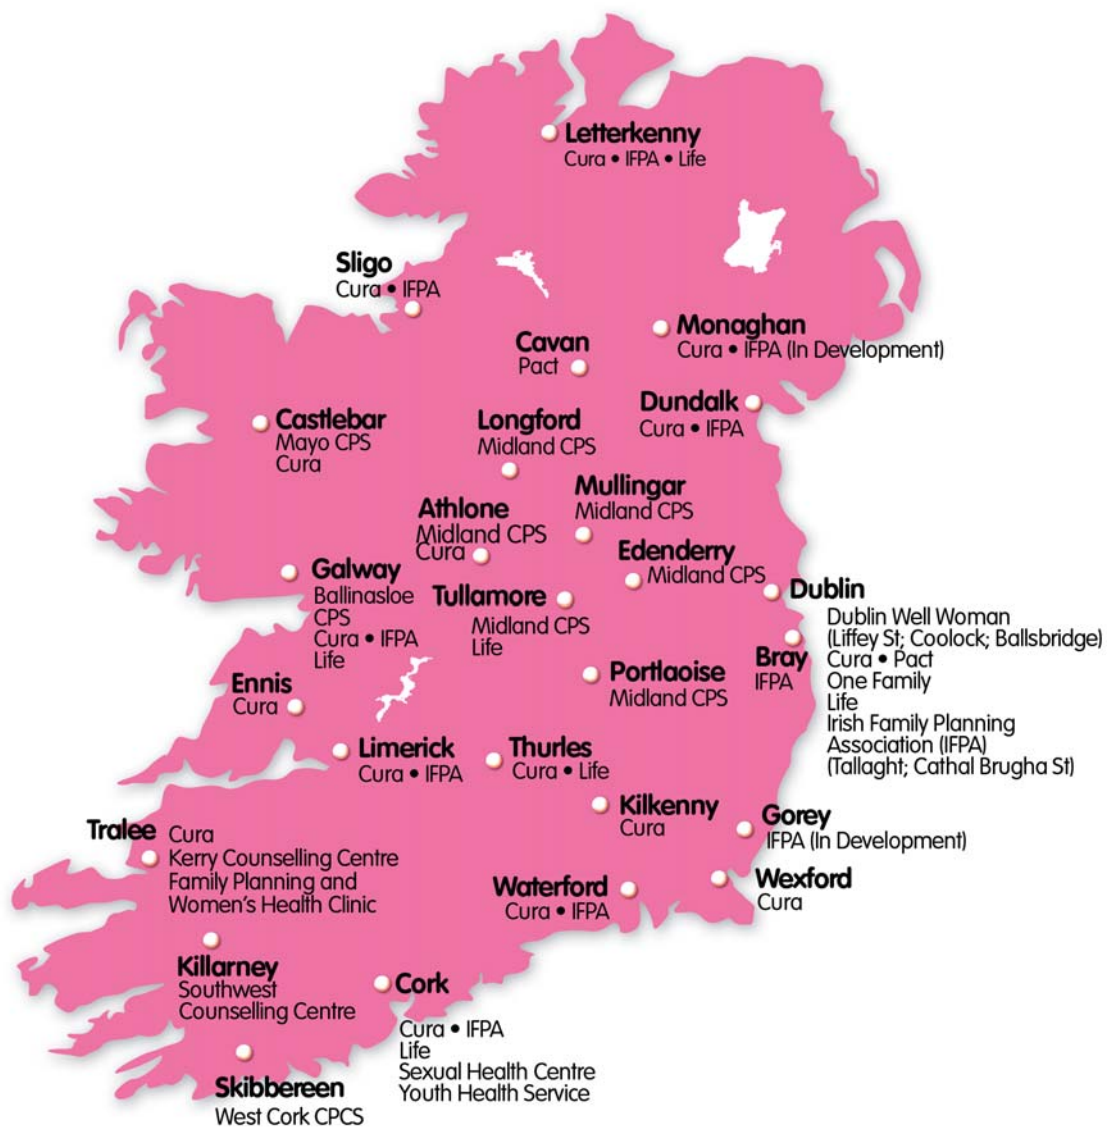 Letterkenny
Cura • IFPA • Life
Sligo
Cura • IFPA
Monaghan
Cura • IFPA (In Development)
Cavan
Pact
Dundalk
Cura • IFPA
Castlebar
Mayo CPS
Cura
Longford
Midland CPS
Mullingar
Midland CPS
Athlone
Midland CPS
Cura
Edenderry
Midland CPS
Galway
Ballinasloe
CPS
Cura • IFPA
Life
Tullamore
Midland CPS
Life
Dublin
Dublin Well Woman
(Liffey St; Coolock; Ballsbridge)
Cura • Pact
One Family
Life
Irish Family Planning
Association (IFPA)
(Tallaght; Cathal Brugha St)
Bray
IFPA
Portlaoise
Midland CPS
Ennis
Cura
Limerick
Cura • IFPA
Thurles
Cura • Life
Kilkenny
Cura
Gorey
IFPA (In Development)
Tralee
Cura
Kerry Counselling Centre
Family Planning and
Women's Health Clinic
Waterford
Cura • IFPA
Wexford
Cura
Killarney
Southwest
Counselling Centre
Cork
Cura • IFPA
Life
Sexual Health Centre
Youth Health Service
Skibbereen
West Cork CPCS